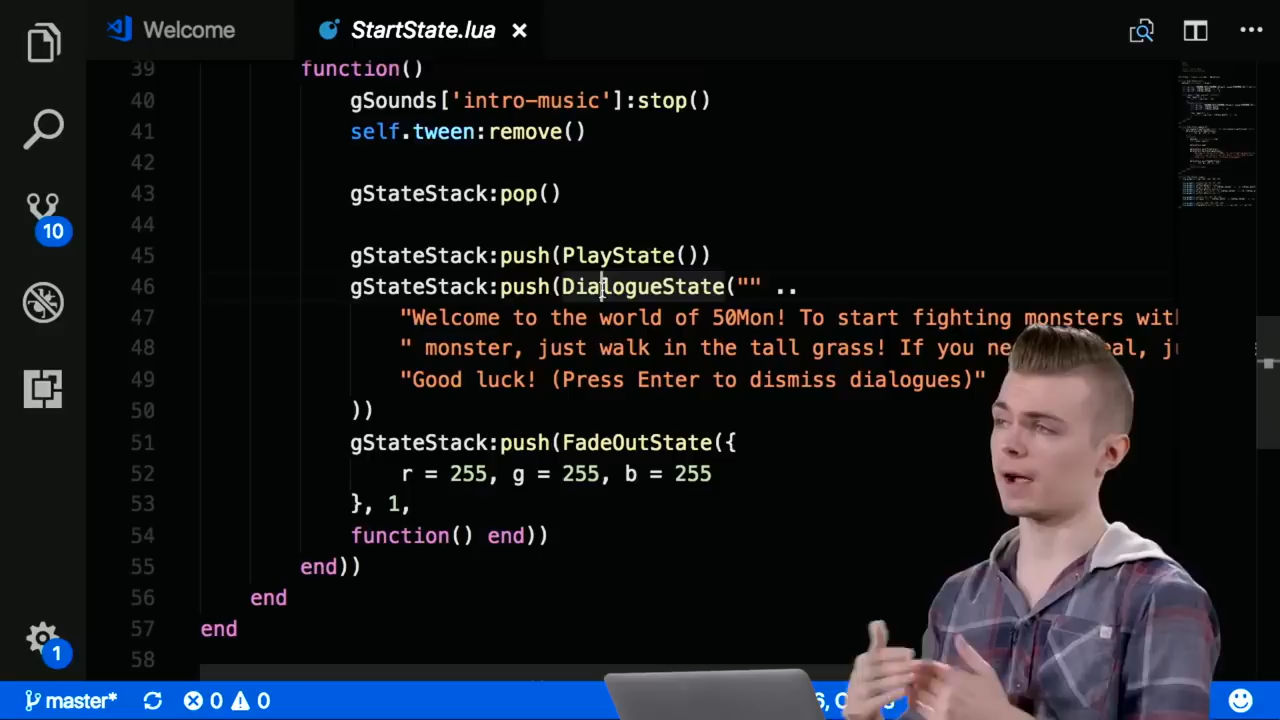 Welcome
StartState.lua
39 function()
40 gSounds['intro-music']:stop()
41 self.tween:remove()
42
43 gStateStack:pop()
44
45 gStateStack:push(PlayState())
46 gStateStack:push(DialogueState("" ..
47 "Welcome to the world of 50Mon! To start fighting monsters wit
48 " monster, just walk in the tall grass! If you
49 "Good luck! (Press Enter to dismiss dialogues)"
50 ))
51 gStateStack:push(FadeOutState({
52 r = 255, g = 255, b = 255
53 }, 1,
54 function() end))
55 end))
56 end
57 end
58
10
1
master* 0 0